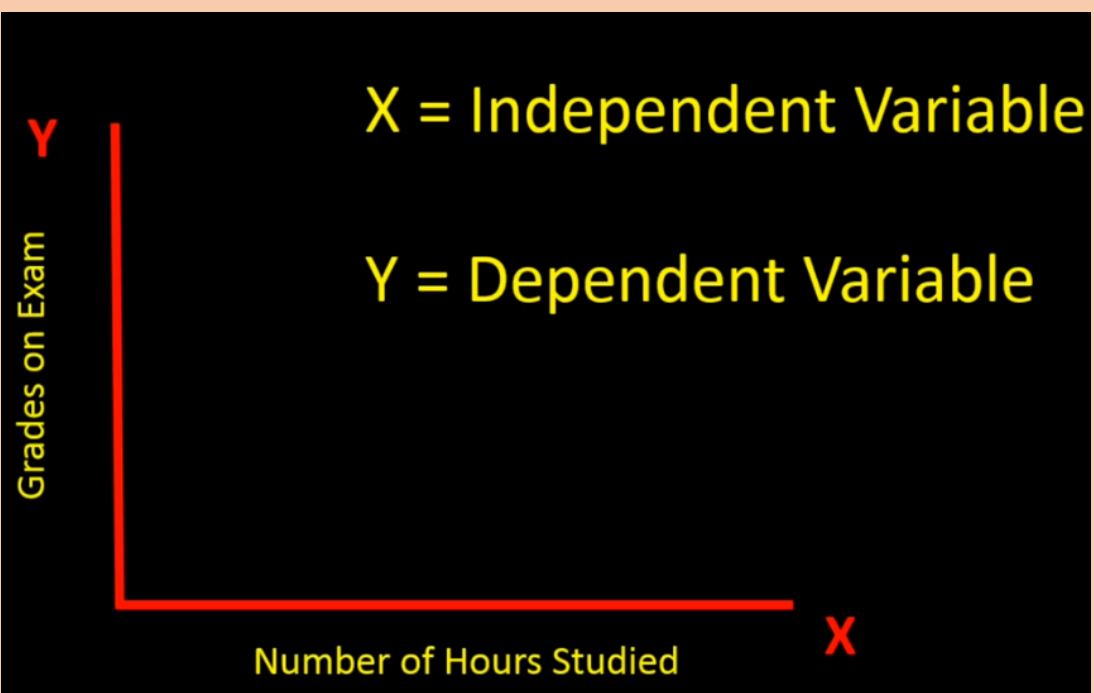 X = Independent Variable
Y
Y = Dependent Variable
Grades on Exam
X
Number of Hours Studied